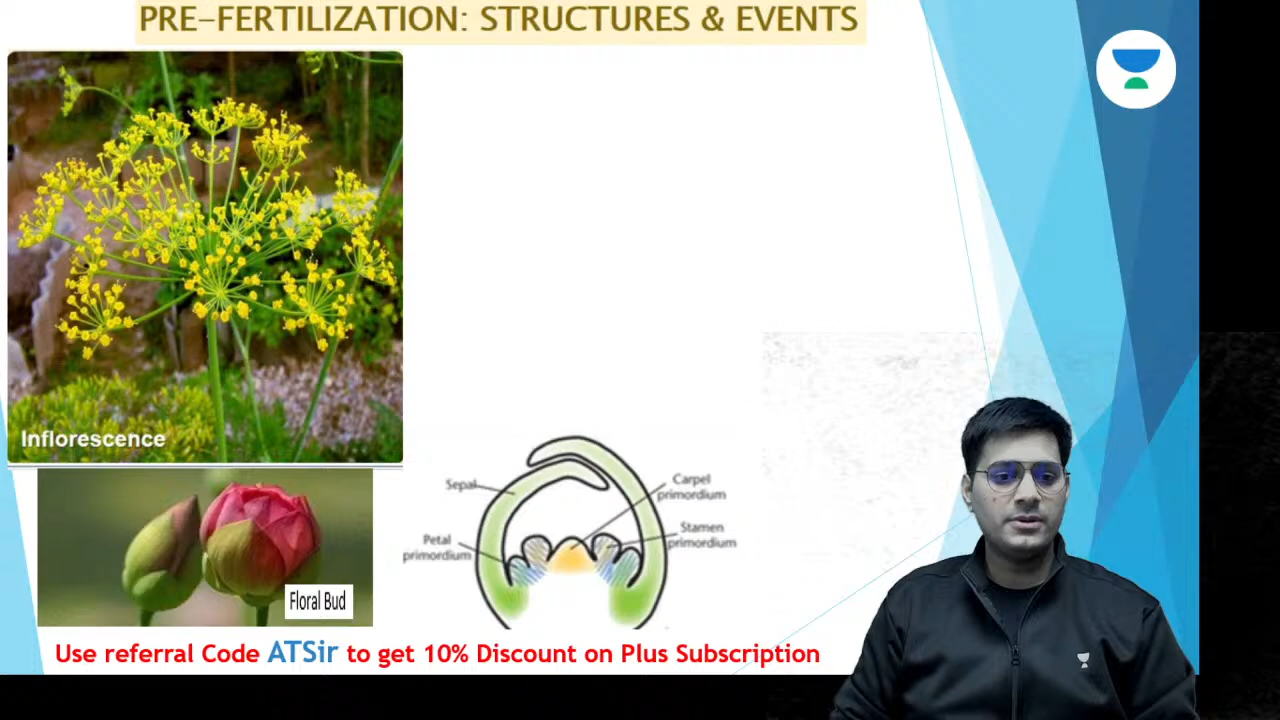 PRE-FERTILIZATION: STRUCTURES & EVENTS
Inflorescence
Sepal
Carpel
primordium
Petal
primordium
Stamen
primordium
Floral Bud
Use referral Code ATSir to get 10% Discount on Plus Subscription